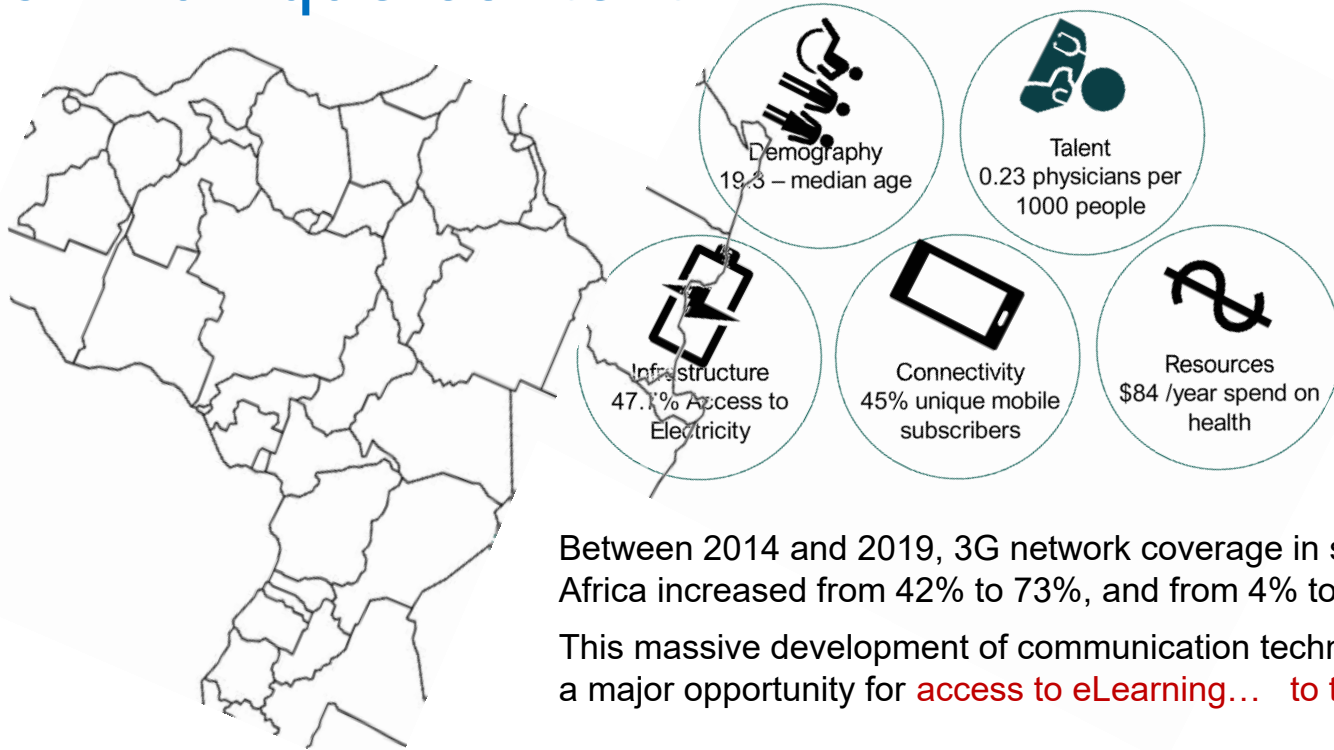 Demography
19.3 – median age
Talent
0.23 physicians per
1000 people
Infrastructure
Access to
Electricity
Connectivity
45% unique mobile
subscribers
Resources
$84 /year spend on
health
Between 2014 and 2019, 3G network coverage in
Africa increased from 42% to 73%, and from 4% to
This massive development of communication
a major opportunity for access to eLearning… to